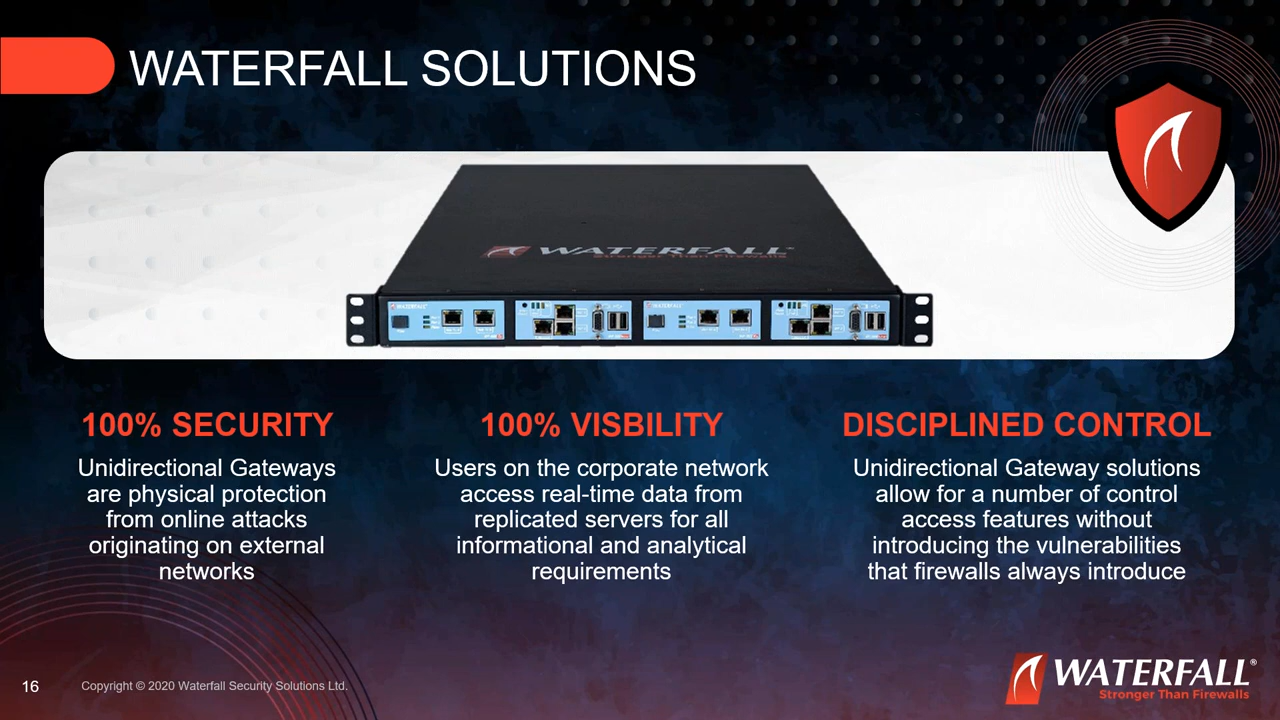 WATERFALL SOLUTIONS
WATERFALL
Stronger Than Firewalls
WATERFALL
WATERFALL
100% SECURITY
Unidirectional Gateways
are physical protection
from online attacks
originating on external
networks
100% VISBILITY
Users on the corporate network
access real-time data from
replicated servers for all
informational and analytical
requirements
DISCIPLINED CONTROL
Unidirectional Gateway solutions
allow for a number of control
access features without
introducing the vulnerabilities
that firewalls always introduce
16
Copyright © 2020 Waterfall Security Solutions Ltd.
WATERFALL®
Stronger Than Firewalls